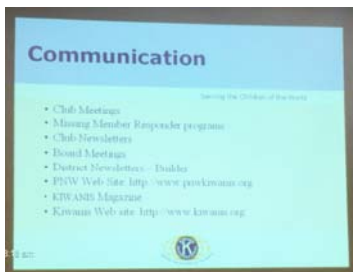 Communication
Serving the Children of the World
• Club Meetings
• Missing Member Responder programs
• Club Newsletters
• Board Meetings
• District Newsletters – Builder
• PNW Web Site: http://www.pnwkiwanis.org
• KIWANIS Magazine
• Kiwanis Web site: http://www.kiwanis.org
K